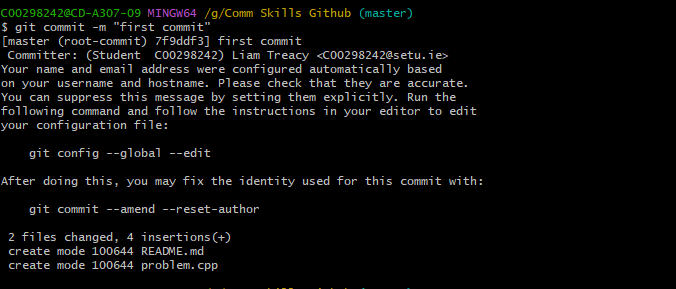 C00298242@CD-A307-09 MINGW64 /g/Comm Skills Github (master)
$ git commit -m "first commit"
[master (root-commit) 7f9ddf3] first commit
 Committer: (Student  C00298242) Liam Treacy <C00298242@setu.ie>
Your name and email address were configured automatically based
on your username and hostname. Please check that they are accurate.
You can suppress this message by setting them explicitly. Run the
following command and follow the instructions in your editor to edit
your configuration file:

    git config --global --edit

After doing this, you may fix the identity used for this commit with:

    git commit --amend --reset-author

 2 files changed, 4 insertions(+)
 create mode 100644 README.md
 create mode 100644 problem.cpp